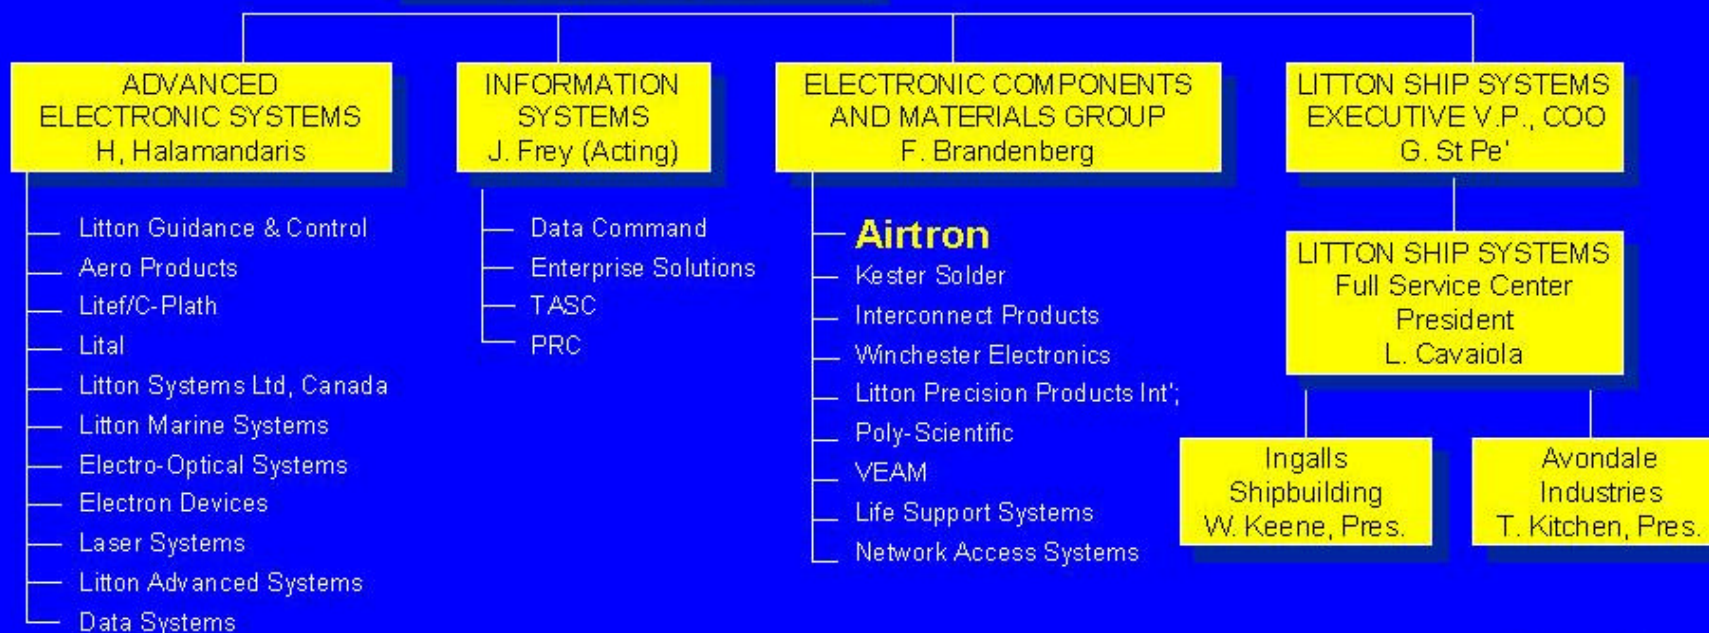 ADVANCED
ELECTRONIC SYSTEMS
H, Halamandaris
Litton Guidance & Control
Aero Products
Litef/C-Plath
Lital
Litton Systems Ltd, Canada
Litton Marine Systems
Electro-Optical Systems
Electron Devices
Laser Systems
Litton Advanced Systems
Data Systems
INFORMATION
SYSTEMS
J. Frey (Acting)
Data Command
Enterprise Solutions
TASC
PRC
ELECTRONIC COMPONENTS
AND MATERIALS GROUP
F. Brandenberg
Airtron
Kester Solder
Interconnect Products
Winchester Electronics
Litton Precision Products Int';
Poly-Scientific
VEAM
Life Support Systems
Network Access Systems
LITTON SHIP SYSTEMS
EXECUTIVE V.P., COO
G. St Pe'
LITTON SHIP SYSTEMS
Full Service Center
President
L. Cavaiola
Ingalls
Shipbuilding
W. Keene, Pres.
Avondale
Industries
T. Kitchen, Pres.